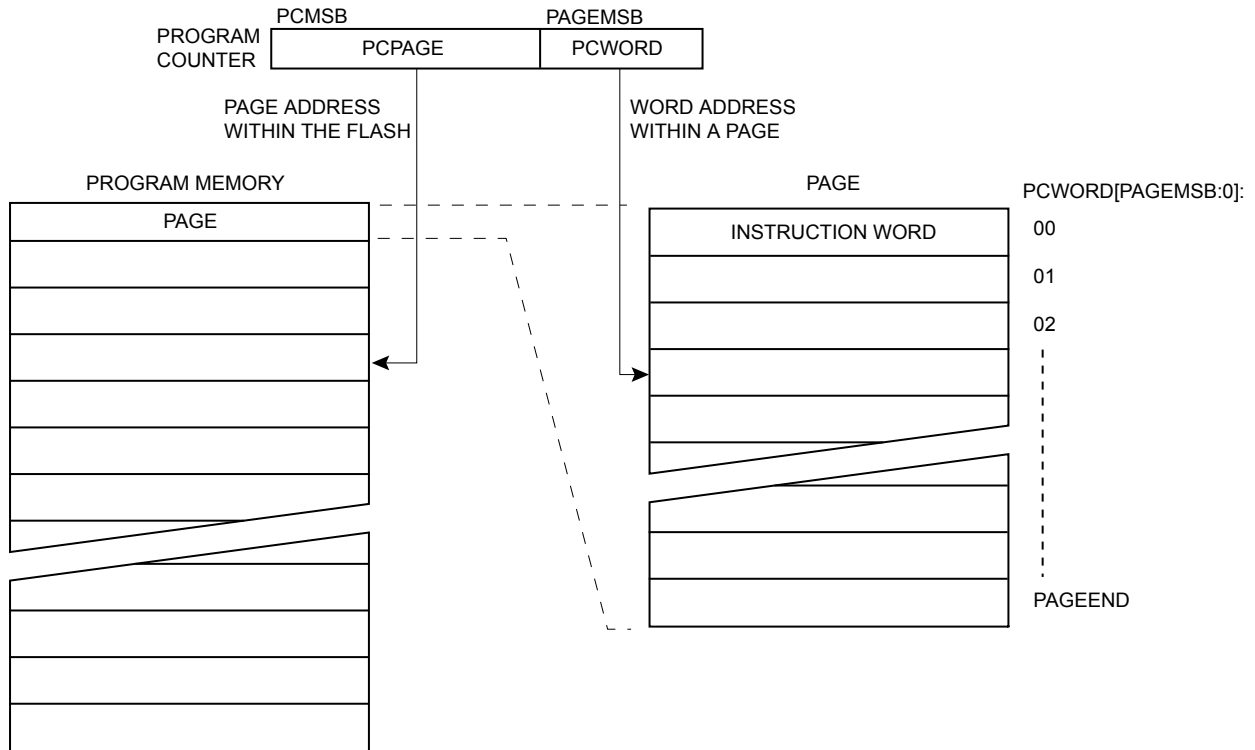 PCMSB
PAGEMSB
PROGRAM
COUNTER
PCPAGE
PCWORD
PAGE ADDRESS
WITHIN THE FLASH
WORD ADDRESS
WITHIN A PAGE
PROGRAM MEMORY
PAGE
PAGE
PCWORD[PAGEMSB:0]:
INSTRUCTION WORD
00
01
02
PAGEEND